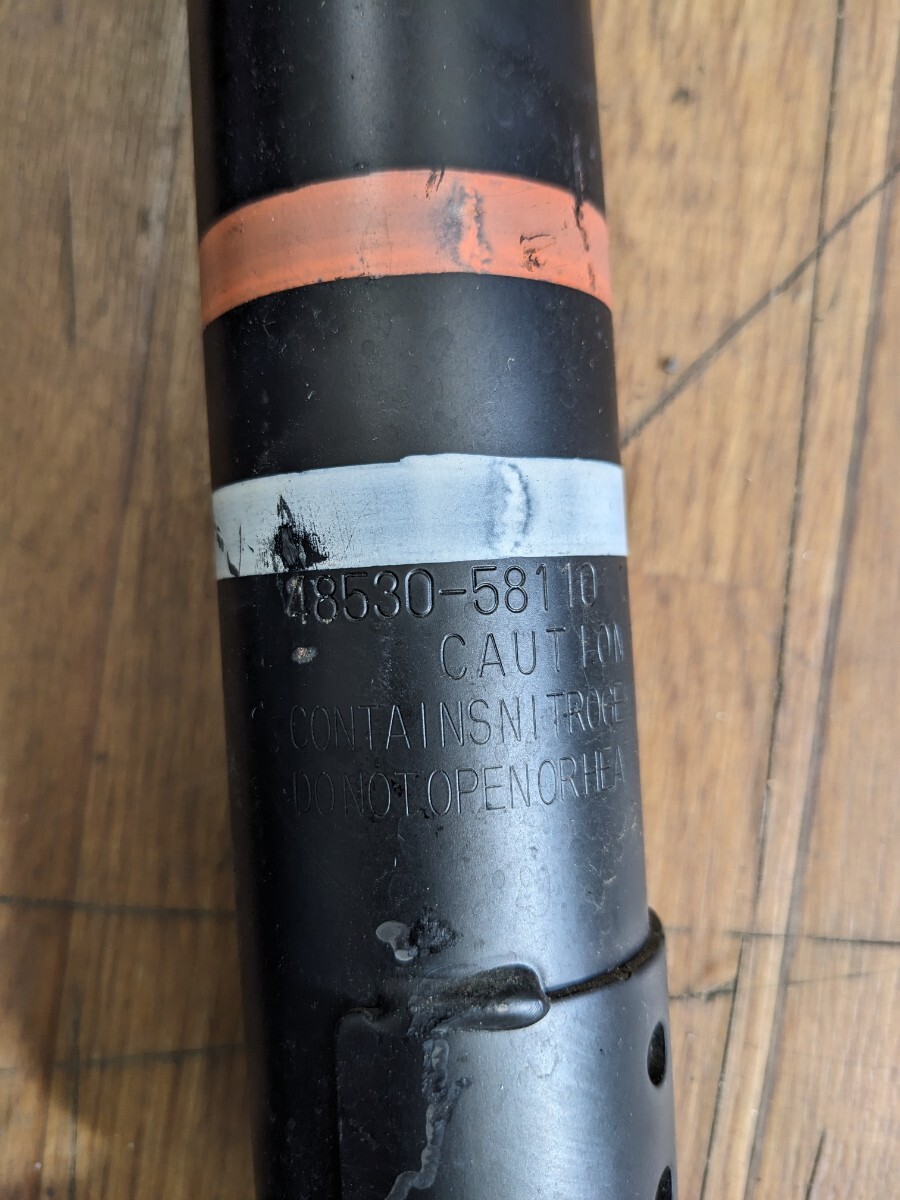 48530-58110
CAUTION
CONTAINSNITROGE
DONOTOPENORHEA